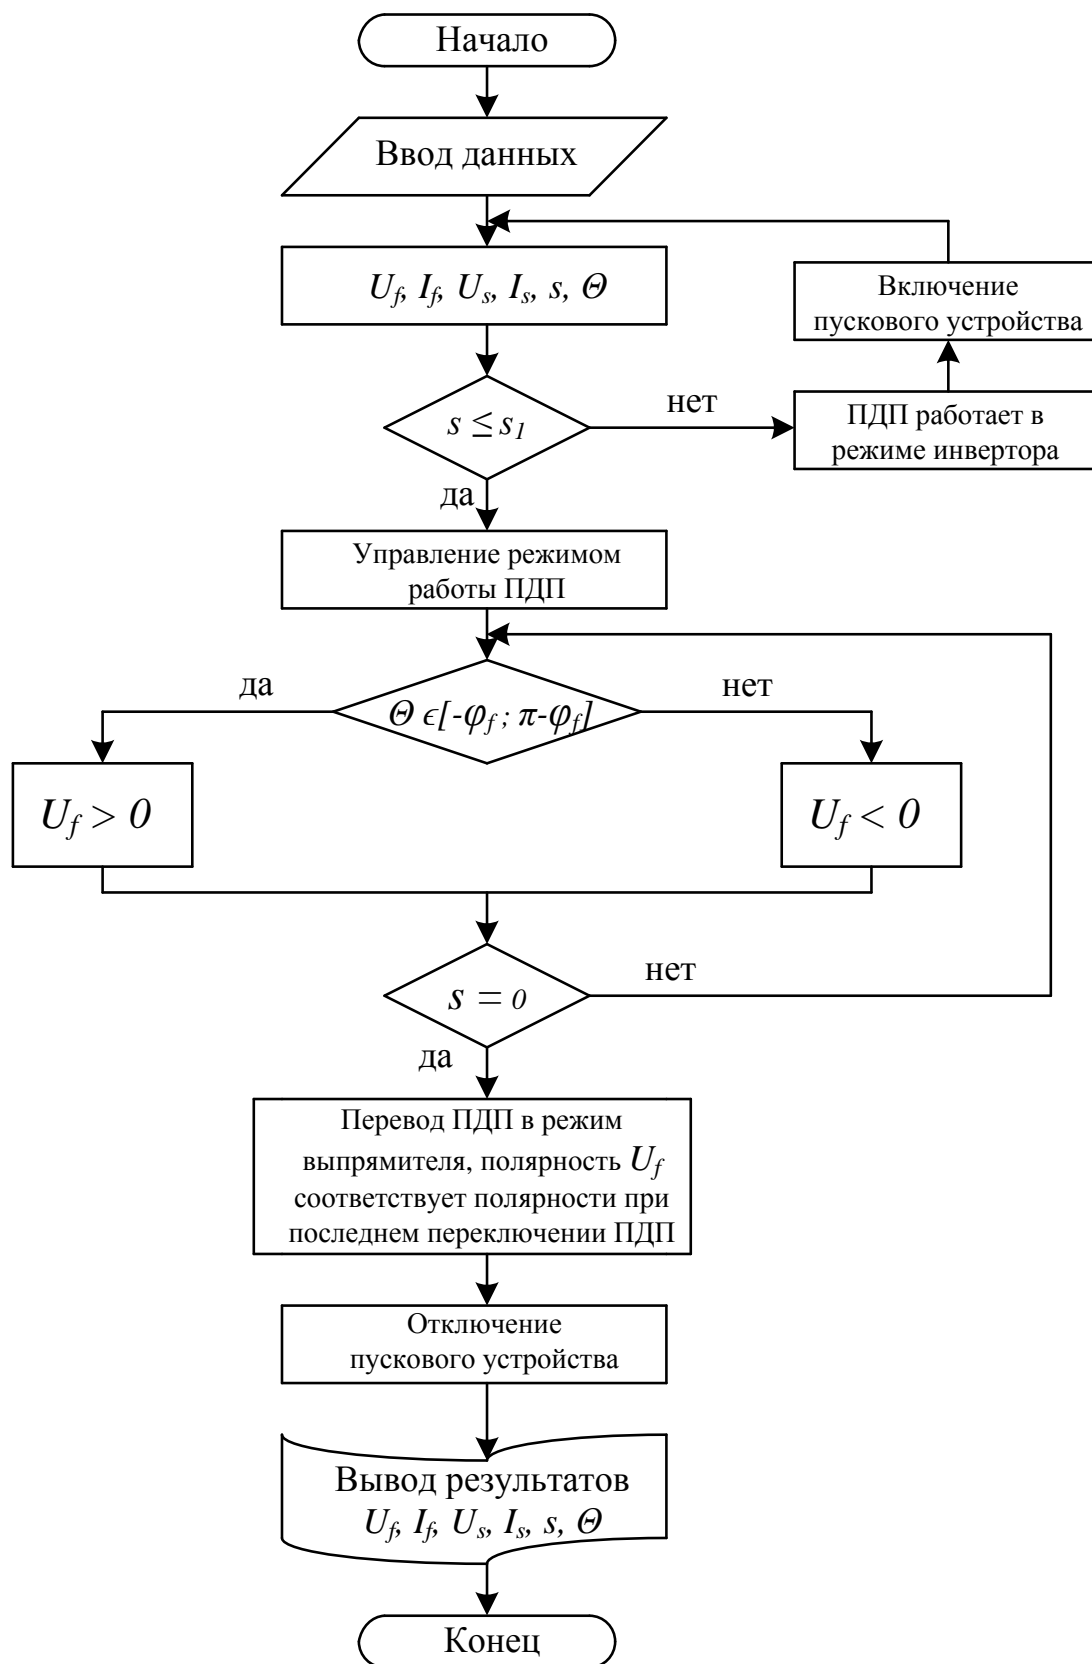 Начало
Ввод данных
U_f, I_f, U_s, I_s, s, Θ
Включение
пускового устройства
s ≤ s_1
нет
ПДП работает в
режиме инвертора
да
Управление режимом
работы ПДП
да
нет
Θ ϵ[-φ_f ; π-φ_f]
U_f > 0
U_f < 0
s = 0
нет
да
Перевод ПДП в режим
выпрямителя, полярность U_f
соответствует полярности при
последнем переключении ПДП
Отключение
пускового устройства
Вывод результатов
U_f, I_f, U_s, I_s, s, Θ
Конец